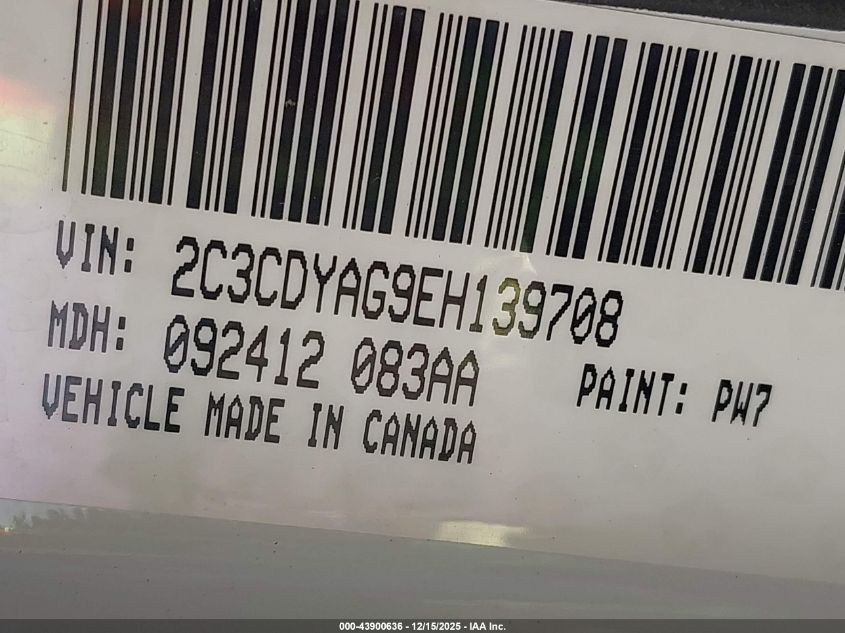 VIN: 2C3CDYAG9EH139708
MDH: 092412 083AA PAINT: PW7
VEHICLE MADE IN CANADA
000-43900636 - 12/15/2025 - IAA Inc.